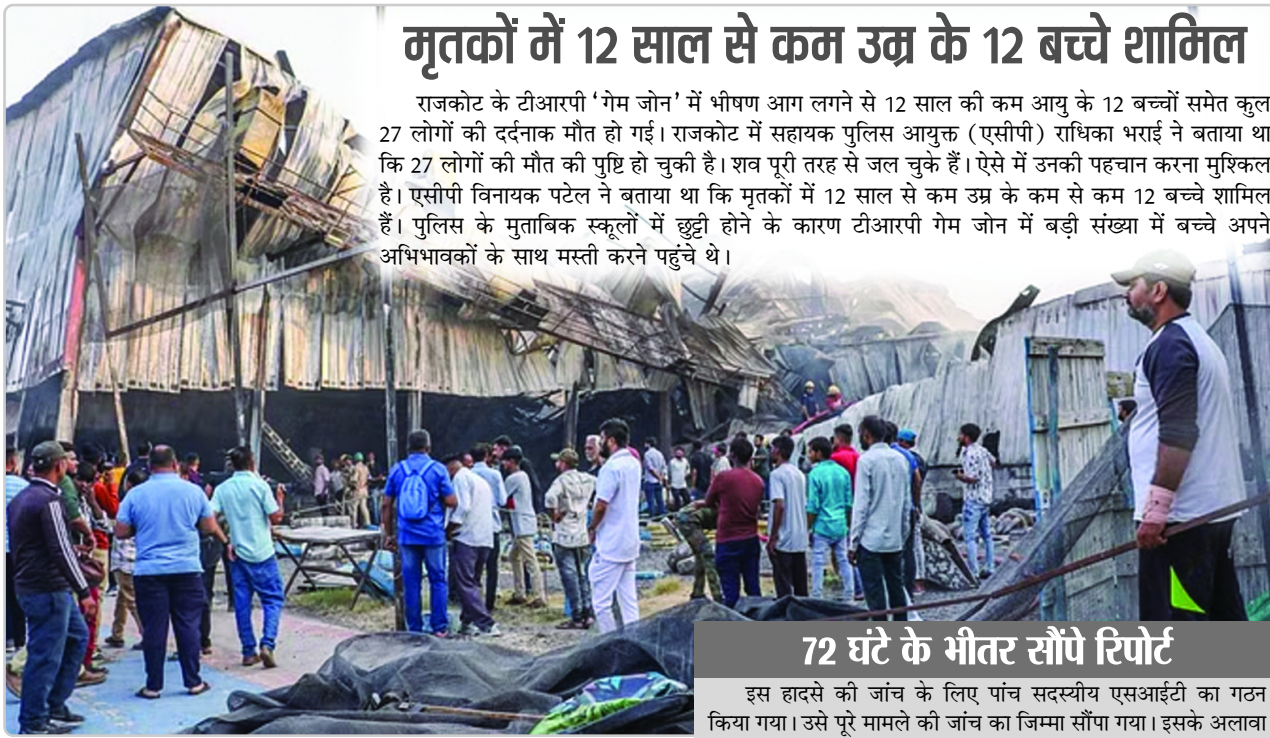 मृतकों में 12 साल से कम उम्र के 12 बच्चे शामिल
राजकोट के टीआरपी ‘गेम जोन’ में भीषण आग लगने से 12 साल की कम आयु के 12 बच्चों समेत कुल
27 लोगों की दर्दनाक मौत हो गई। राजकोट में सहायक पुलिस आयुक्त (एसीपी) राधिका भराई ने बताया था
कि 27 लोगों की मौत की पुष्टि हो चुकी है। शव पूरी तरह से जल चुके हैं। ऐसे में उनकी पहचान करना मुश्किल
है। एसीपी विनायक पटेल ने बताया था कि मृतकों में 12 साल से कम उम्र के कम से कम 12 बच्चे शामिल
हैं। पुलिस के मुताबिक स्कूलों में छुट्टी होने के कारण टीआरपी गेम जोन में बड़ी संख्या में बच्चे अपने
अभिभावकों के साथ मस्ती करने पहुंचे थे।
72 घंटे के भीतर सौंपे रिपोर्ट
इस हादसे की जांच के लिए पांच सदस्यीय एसआईटी का गठन
किया गया। उसे पूरे मामले की जांच का जिम्मा सौंपा गया। इसके अलावा